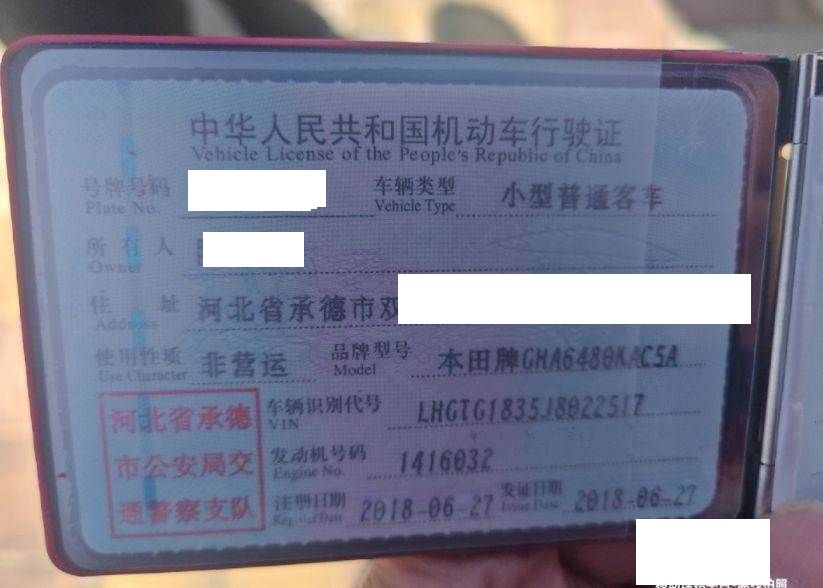 中华人民共和国机动车行驶证
Vehicle License of the People's Republic of China
号牌号码 车辆类型 小型普通客车
Plate No. Vehicle Type
所有人
Owner
住 址 河北省承德市双
Address
使用性质 非营运 品牌型号 本田牌GHA6480KAC5A
Use Character Model
河北省承德 车辆识别代号 LHGTG1835J8022517
VIN
市公安局交 发动机号码 1416032
Engine No.
通警察支队 注册日期 2018-06-27 发证日期 2018-06-27
Register Date Issue Date